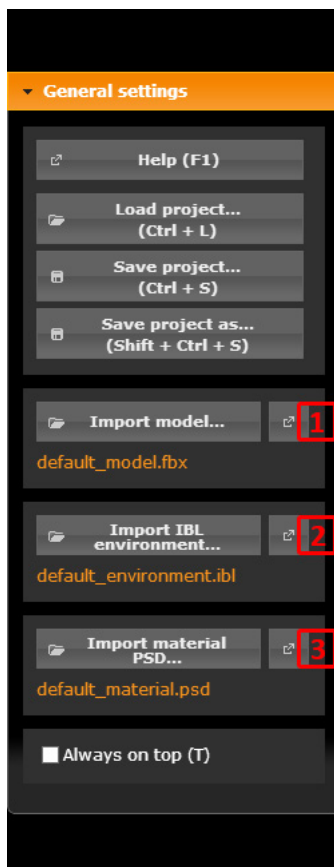 General settings
Help (F1)
Load project...
(Ctrl + L)
Save project...
(Ctrl + S)
Save project as...
(Shift + Ctrl + S)
Import model... 1
default_model.fbx
Import IBL
environment... 2
default_environment.ibl
Import material
PSD... 3
default_material.psd
Always on top (T)